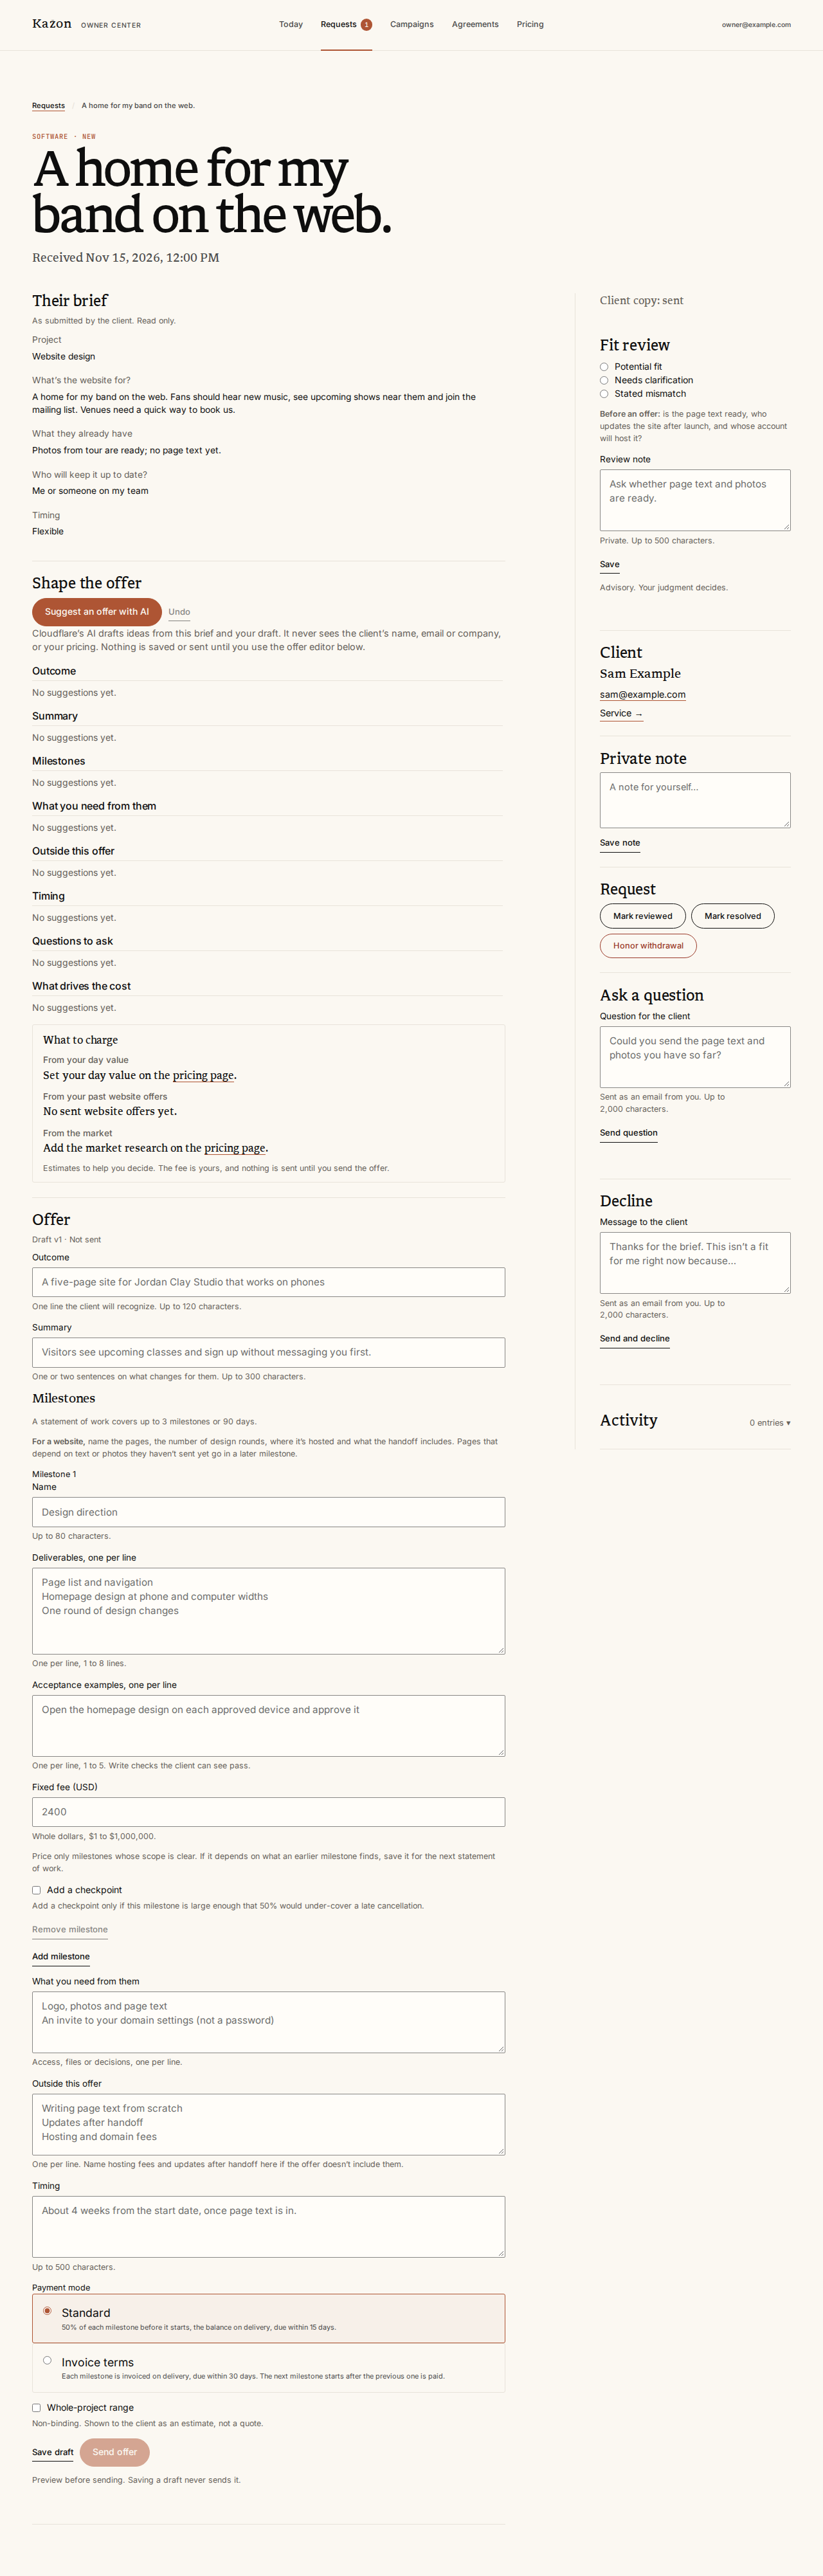 Kazon OWNER CENTER
Today Requests 1 Campaigns Agreements Pricing
owner@example.com
Requests A home for my band on the web.
SOFTWARE · NEW
A home for my
band on the web.
Received Nov 15, 2026, 12:00 PM
Their brief
As submitted by the client. Read only.
Project
Website design
What's the website for?
A home for my band on the web. Fans should hear new music, see upcoming shows near them and join the
mailing list. Venues need a quick way to book us.
What they already have
Photos from tour are ready; no page text yet.
Who will keep it up to date?
Me or someone on my team
Timing
Flexible
Shape the offer
Suggest an offer with AI Undo
Cloudflare's AI drafts ideas from this brief and your draft. It never sees the client's name, email or company,
or your pricing. Nothing is saved or sent until you use the offer editor below.
Outcome
No suggestions yet.
Summary
No suggestions yet.
Milestones
No suggestions yet.
What you need from them
No suggestions yet.
Outside this offer
No suggestions yet.
Timing
No suggestions yet.
Questions to ask
No suggestions yet.
What drives the cost
No suggestions yet.
What to charge
From your day value
Set your day value on the pricing page.
From your past website offers
No sent website offers yet.
From the market
Add the market research on the pricing page.
Estimates to help you decide. The fee is yours, and nothing is sent until you send the offer.
Offer
Draft v1 · Not sent
Outcome
A five-page site for Jordan Clay Studio that works on phones
One line the client will recognize. Up to 120 characters.
Summary
Visitors see upcoming classes and sign up without messaging you first.
One or two sentences on what changes for them. Up to 300 characters.
Milestones
A statement of work covers up to 3 milestones or 90 days.
For a website, name the pages, the number of design rounds, where it's hosted and what the handoff includes. Pages that
depend on text or photos they haven't sent yet go in a later milestone.
Milestone 1
Name
Design direction
Up to 80 characters.
Deliverables, one per line
Page list and navigation
Homepage design at phone and computer widths
One round of design changes
One per line, 1 to 8 lines.
Acceptance examples, one per line
Open the homepage design on each approved device and approve it
One per line, 1 to 5. Write checks the client can see pass.
Fixed fee (USD)
2400
Whole dollars, $1 to $1,000,000.
Price only milestones whose scope is clear. If it depends on what an earlier milestone finds, save it for the next statement
of work.
Add a checkpoint
Add a checkpoint only if this milestone is large enough that 50% would under-cover a late cancellation.
Remove milestone
Add milestone
What you need from them
Logo, photos and page text
An invite to your domain settings (not a password)
Access, files or decisions, one per line.
Outside this offer
Writing page text from scratch
Updates after handoff
Hosting and domain fees
One per line. Name hosting fees and updates after handoff here if the offer doesn't include them.
Timing
About 4 weeks from the start date, once page text is in.
Up to 500 characters.
Payment mode
Standard
50% of each milestone before it starts, the balance on delivery, due within 15 days.
Invoice terms
Each milestone is invoiced on delivery, due within 30 days. The next milestone starts after the previous one is paid.
Whole-project range
Non-binding. Shown to the client as an estimate, not a quote.
Save draft Send offer
Preview before sending. Saving a draft never sends it.
Client copy: sent
Fit review
Potential fit
Needs clarification
Stated mismatch
Before an offer: is the page text ready, who
updates the site after launch, and whose account
will host it?
Review note
Ask whether page text and photos
are ready.
Private. Up to 500 characters.
Save
Advisory. Your judgment decides.
Client
Sam Example
sam@example.com
Service →
Private note
A note for yourself...
Save note
Request
Mark reviewed Mark resolved
Honor withdrawal
Ask a question
Question for the client
Could you send the page text and
photos you have so far?
Sent as an email from you. Up to
2,000 characters.
Send question
Decline
Message to the client
Thanks for the brief. This isn't a fit
for me right now because...
Sent as an email from you. Up to
2,000 characters.
Send and decline
Activity 0 entries ▾